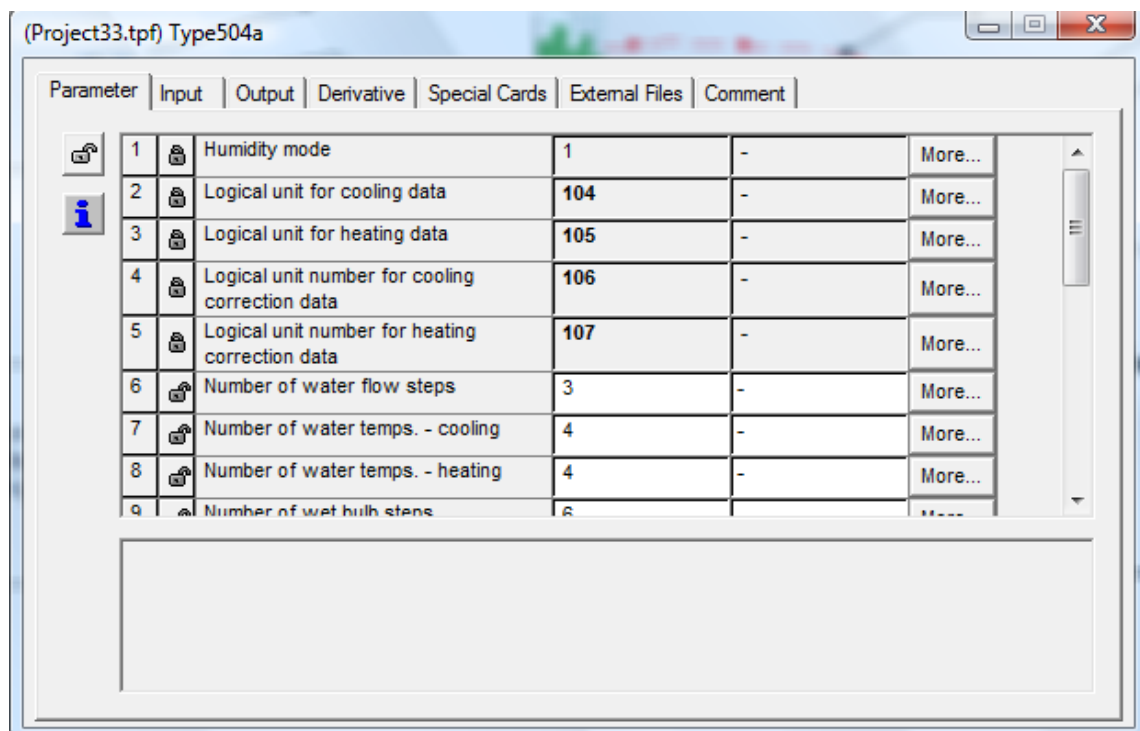 (Project33.tpf) Type504a
Parameter Input Output Derivative Special Cards External Files Comment
1 Humidity mode 1 - More...
2 Logical unit for cooling data 104 - More...
3 Logical unit for heating data 105 - More...
4 Logical unit number for cooling 106 - More...
correction data
5 Logical unit number for heating 107 - More...
correction data
6 Number of water flow steps 3 - More...
7 Number of water temps. - cooling 4 - More...
8 Number of water temps. - heating 4 - More...
9 Number of wet bulb steps 6 More...